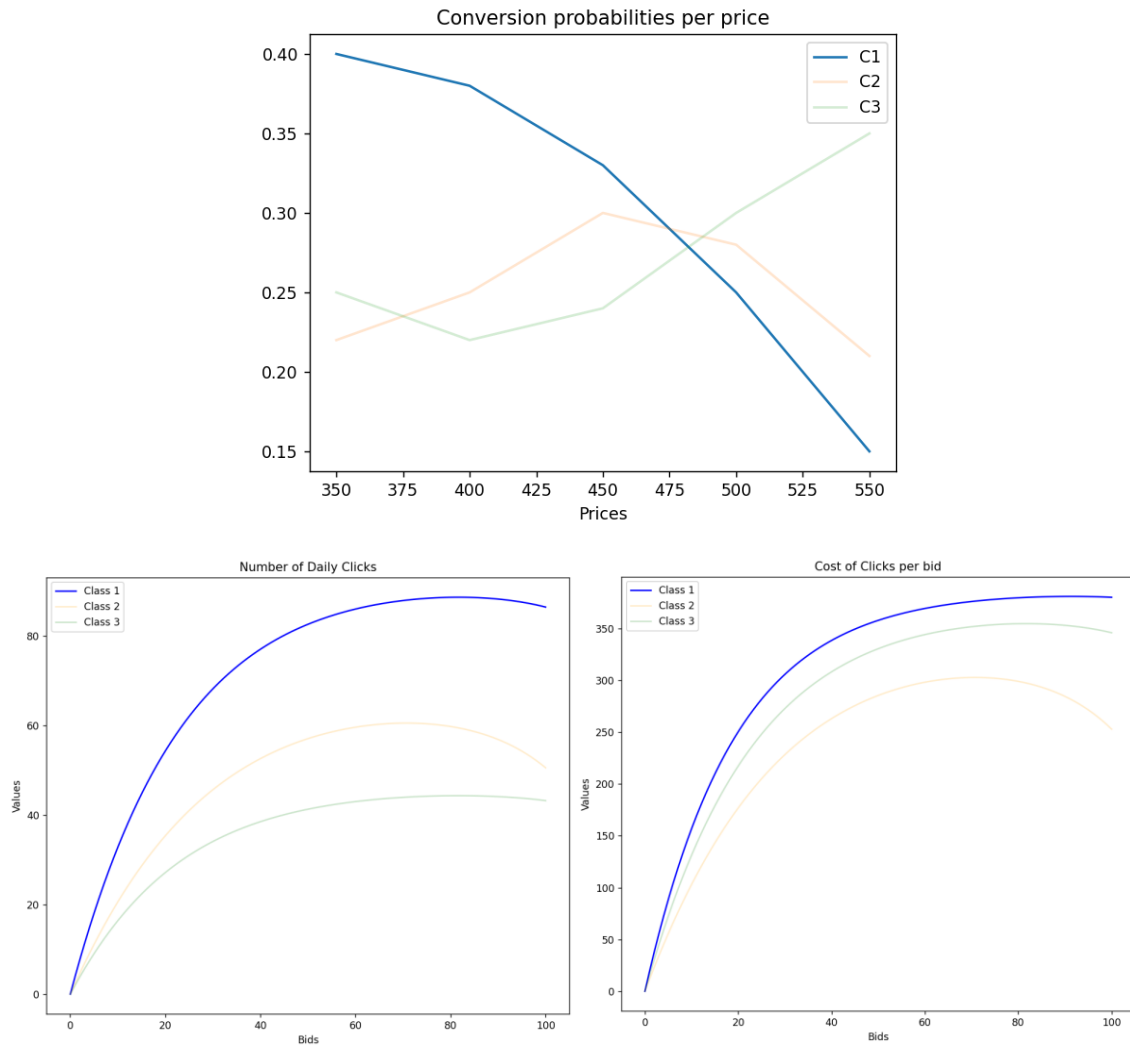 Conversion probabilities per price
C1
C2
C3
0.40
0.35
0.30
0.25
0.20
0.15
350 375 400 425 450 475 500 525 550
Prices
Number of Daily Clicks
Class 1
Class 2
Class 3
80
60
40
20
0
Values
0 20 40 60 80 100
Bids
Cost of Clicks per bid
Class 1
Class 2
Class 3
350
300
250
200
150
100
50
0
Values
0 20 40 60 80 100
Bids